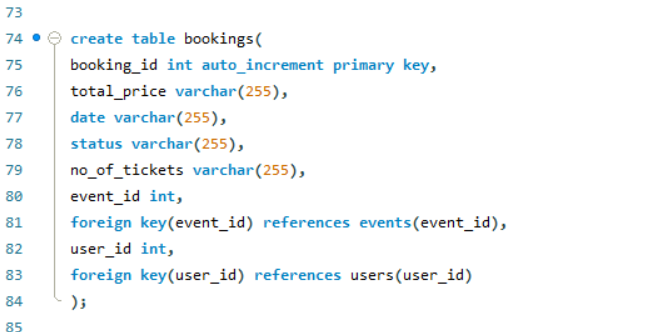 73
74 create table bookings(
75 booking_id int auto_increment primary key,
76 total_price varchar(255),
77 date varchar(255),
78 status varchar(255),
79 no_of_tickets varchar(255),
80 event_id int,
81 foreign key(event_id) references events(event_id),
82 user_id int,
83 foreign key(user_id) references users(user_id)
84 );
85